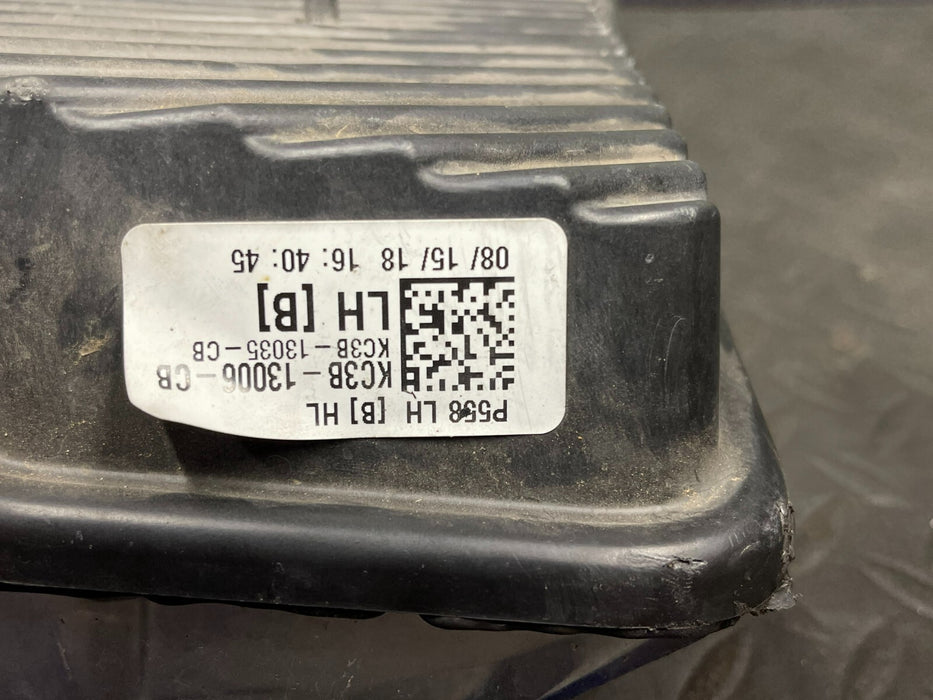 P558 LH [B] HL
KC3B-13006-CB
KC3B-13035-CB
LH [B]
08/15/18 16:40:45